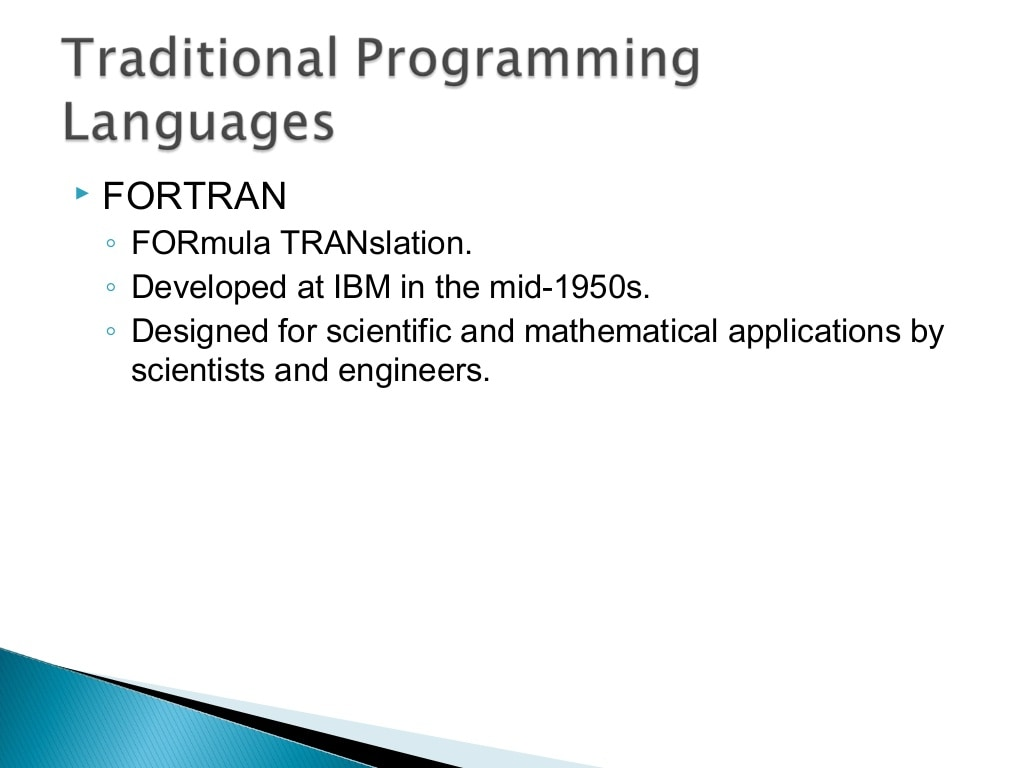 Traditional Programming
Languages
FORTRAN
FORmula TRANslation.
Developed at IBM in the mid-1950s.
Designed for scientific and mathematical applications by
scientists and engineers.